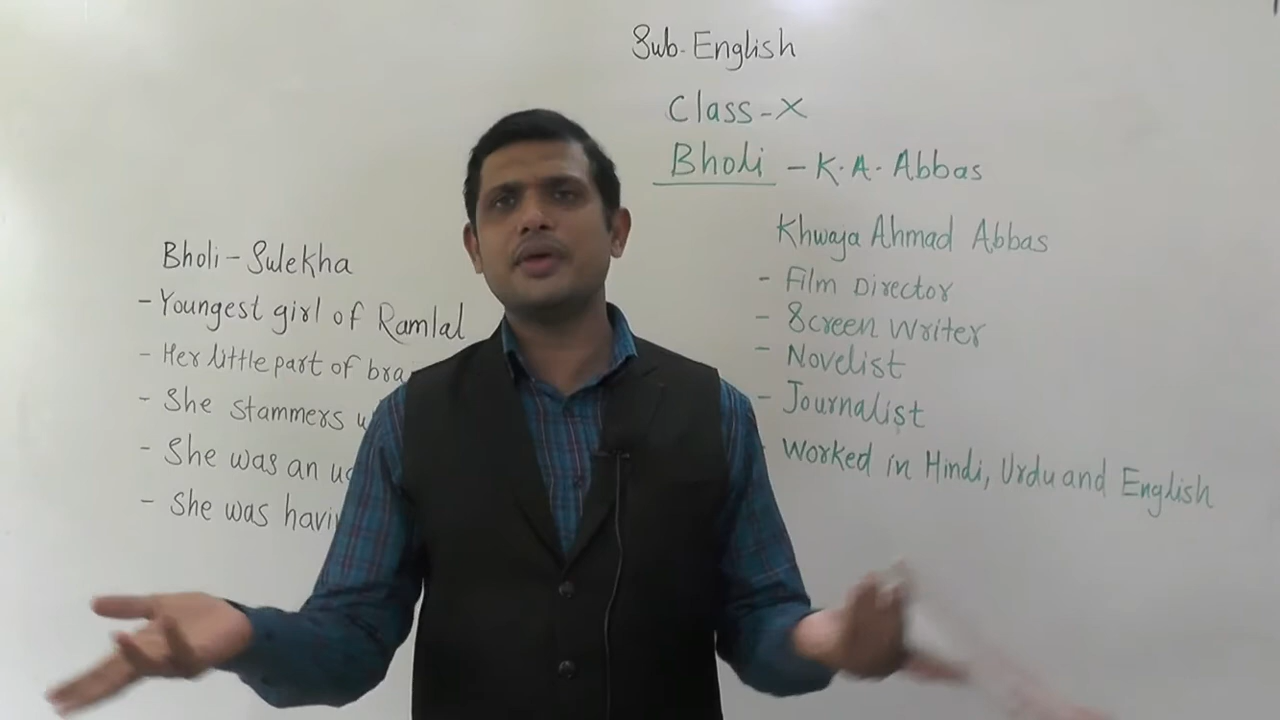 Sub. English
Class - X
Bholi - K. A. Abbas
Khwaja Ahmad Abbas
- Film Director
- Screen Writer
- Novelist
- Journalist
- Worked in Hindi, Urdu and English
Bholi - Sulekha
- Youngest girl of Ramlal
- Her little part of
- She stammers
- She was an
- She was